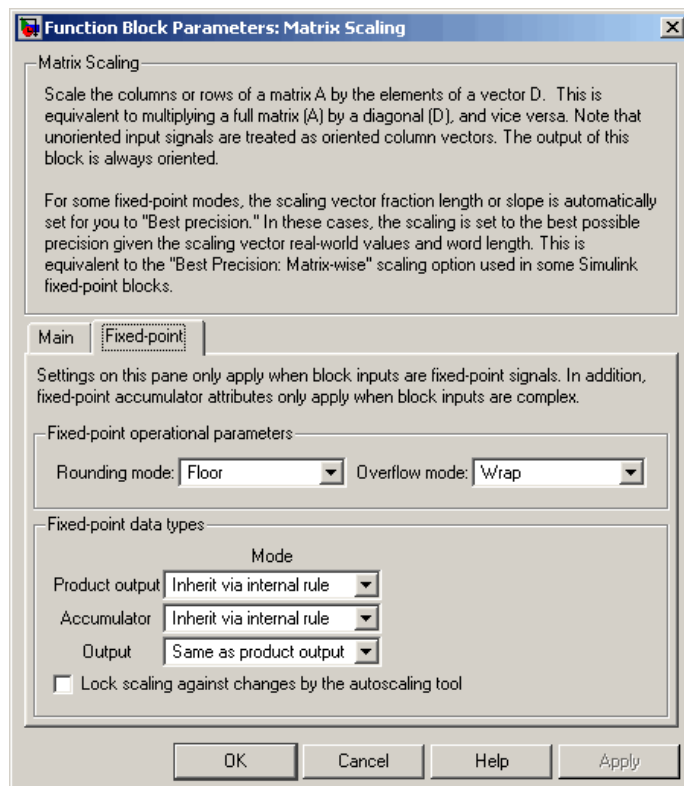 Function Block Parameters: Matrix Scaling
Matrix Scaling
Scale the columns or rows of a matrix A by the elements of a vector D.  This is
equivalent to multiplying a full matrix (A) by a diagonal (D), and vice versa. Note that
unoriented input signals are treated as oriented column vectors. The output of this
block is always oriented.
For some fixed-point modes, the scaling vector fraction length or slope is automatically
set for you to "Best precision." In these cases, the scaling is set to the best possible
precision given the scaling vector real-world values and word length. This is
equivalent to the "Best Precision: Matrix-wise" scaling option used in some Simulink
fixed-point blocks.
Main Fixed-point
Settings on this pane only apply when block inputs are fixed-point signals. In addition,
fixed-point accumulator attributes only apply when block inputs are complex.
Fixed-point operational parameters
Rounding mode: Floor Overflow mode: Wrap
Fixed-point data types
Mode
Product output Inherit via internal rule
Accumulator Inherit via internal rule
Output Same as product output
Lock scaling against changes by the autoscaling tool
OK Cancel Help Apply